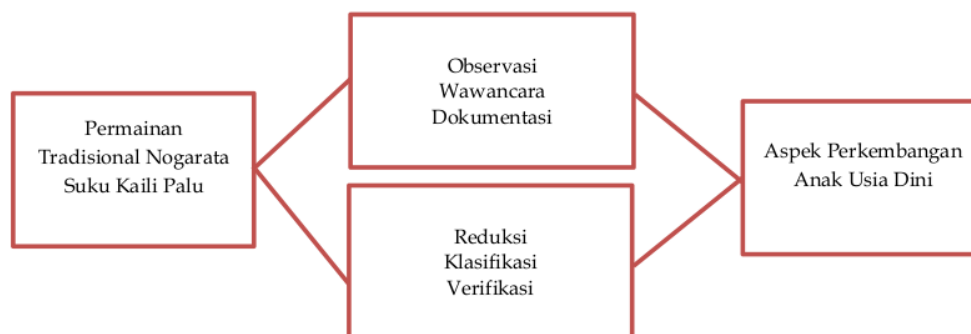 Permainan
Tradisional Nogarata
Suku Kaili Palu
Observasi
Wawancara
Dokumentasi
Reduksi
Klasifikasi
Verifikasi
Aspek Perkembangan
Anak Usia Dini